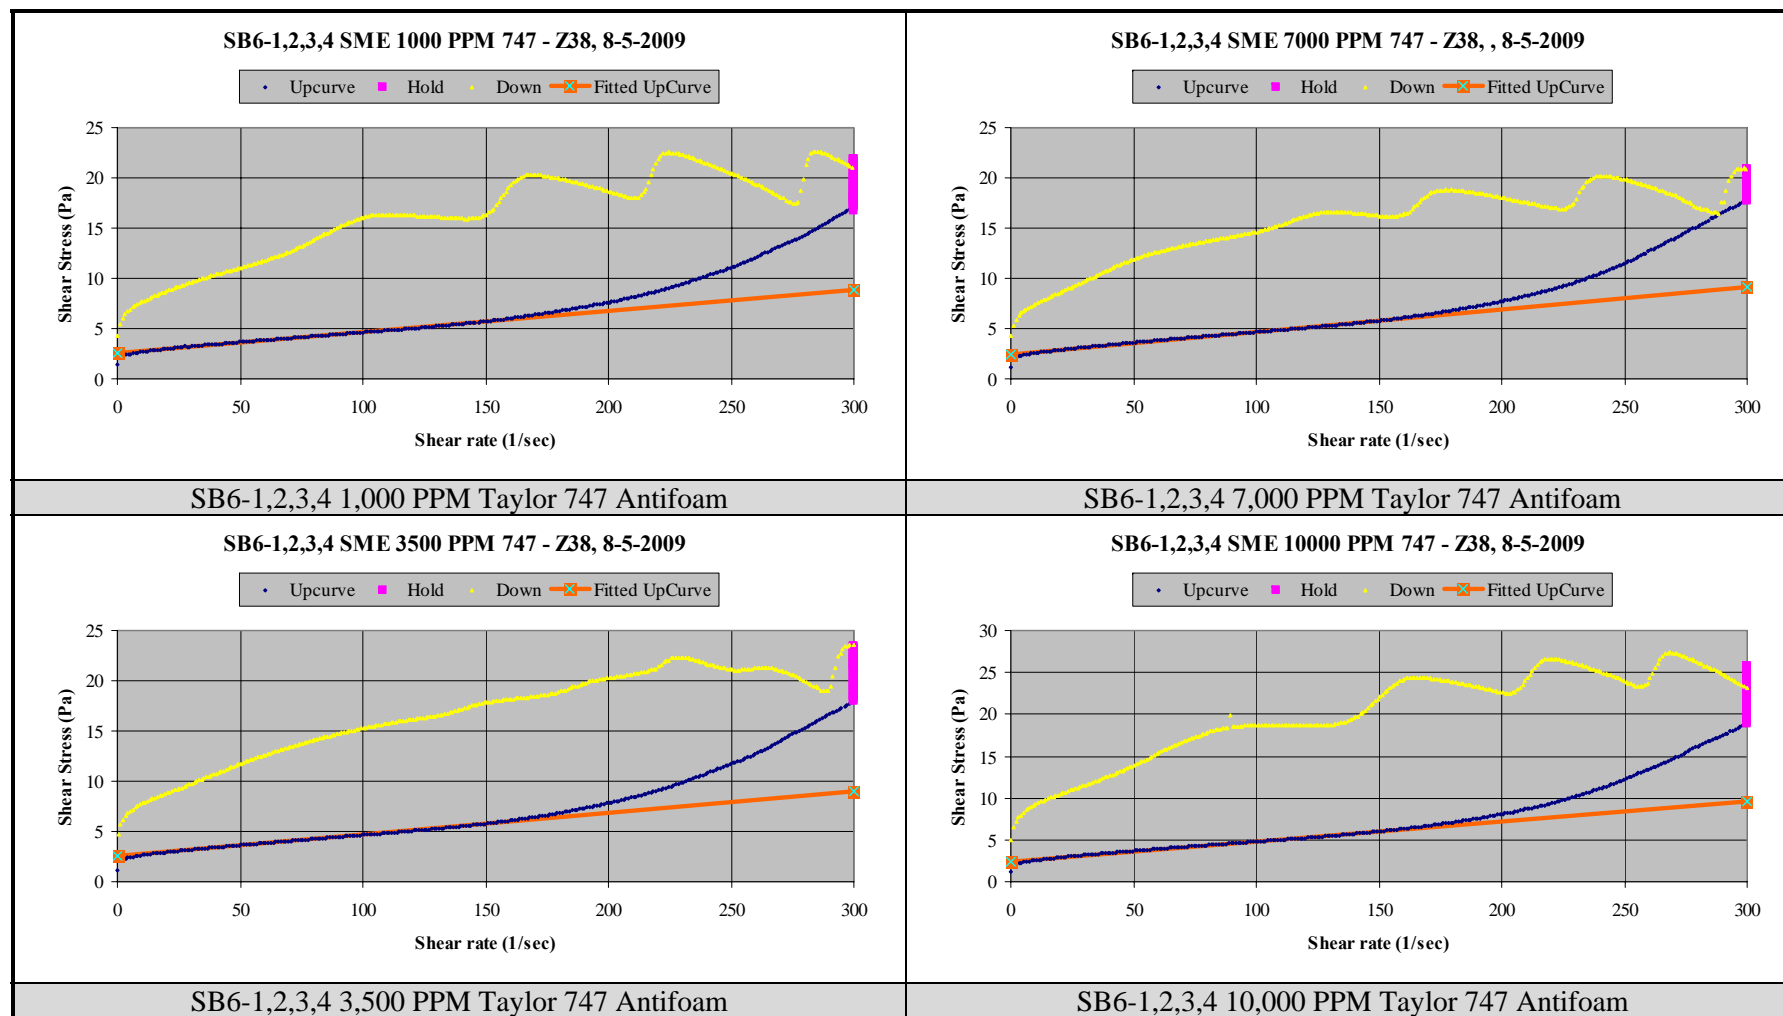 SB6-1,2,3,4 SME 1000 PPM 747 - Z38, 8-5-2009
Upcurve Hold Down Fitted UpCurve
25
20
15
10
5
0
Shear Stress (Pa)
0 50 100 150 200 250 300
Shear rate (1/sec)
SB6-1,2,3,4 1,000 PPM Taylor 747 Antifoam
SB6-1,2,3,4 SME 7000 PPM 747 - Z38, , 8-5-2009
Upcurve Hold Down Fitted UpCurve
25
20
15
10
5
0
Shear Stress (Pa)
0 50 100 150 200 250 300
Shear rate (1/sec)
SB6-1,2,3,4 7,000 PPM Taylor 747 Antifoam
SB6-1,2,3,4 SME 3500 PPM 747 - Z38, 8-5-2009
Upcurve Hold Down Fitted UpCurve
25
20
15
10
5
0
Shear Stress (Pa)
0 50 100 150 200 250 300
Shear rate (1/sec)
SB6-1,2,3,4 3,500 PPM Taylor 747 Antifoam
SB6-1,2,3,4 SME 10000 PPM 747 - Z38, 8-5-2009
Upcurve Hold Down Fitted UpCurve
30
25
20
15
10
5
0
Shear Stress (Pa)
0 50 100 150 200 250 300
Shear rate (1/sec)
SB6-1,2,3,4 10,000 PPM Taylor 747 Antifoam